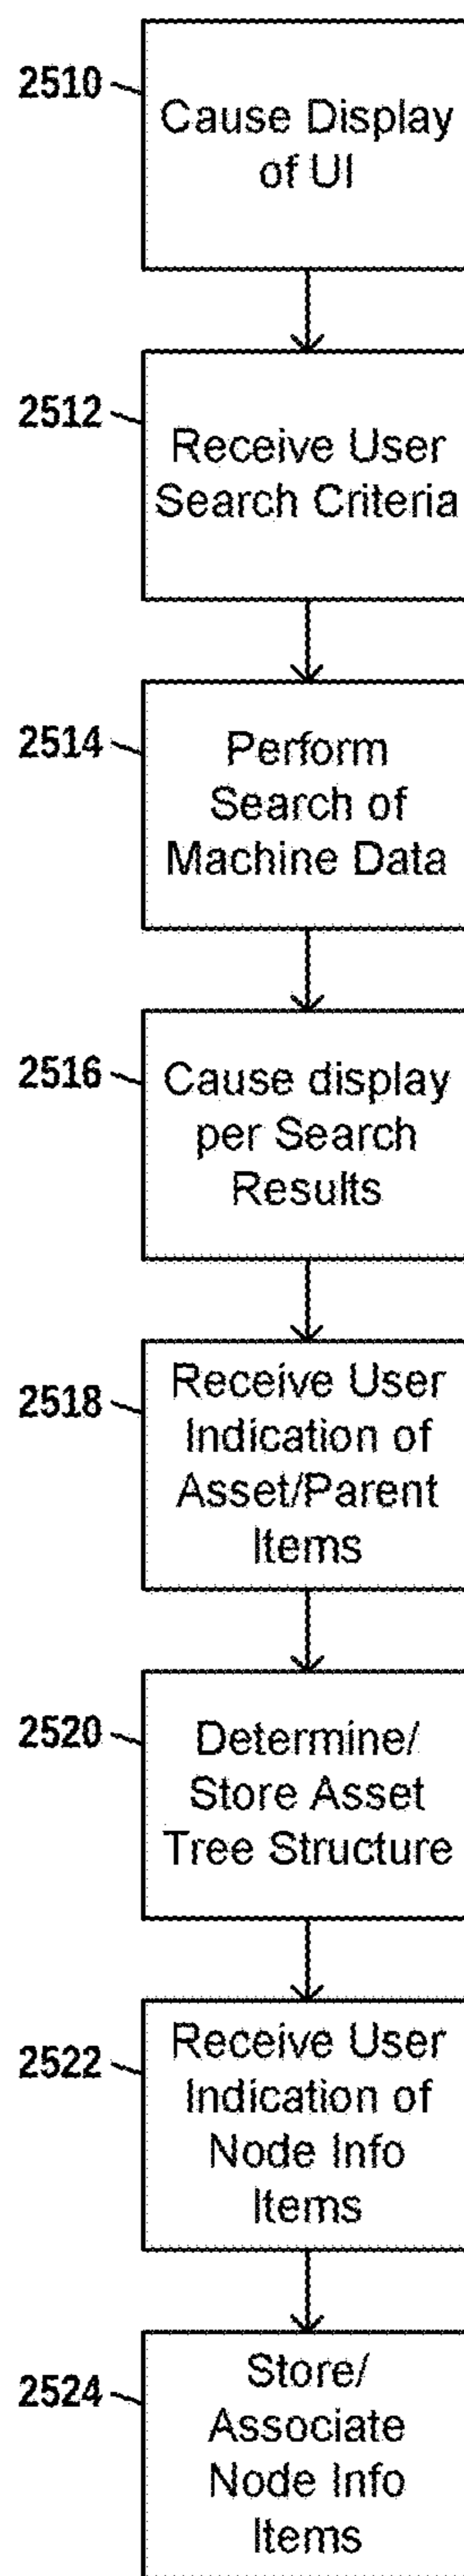 2510
Cause Display
of UI
2512
Receive User
Search Criteria
2514
Perform
Search of
Machine Data
2516
Cause display
per Search
Results
2518
Receive User
Indication of
Asset/Parent
Items
2520
Determine/
Store Asset
Tree Structure
2522
Receive User
Indication of
Node Info
Items
2524
Store/
Associate
Node Info
Items